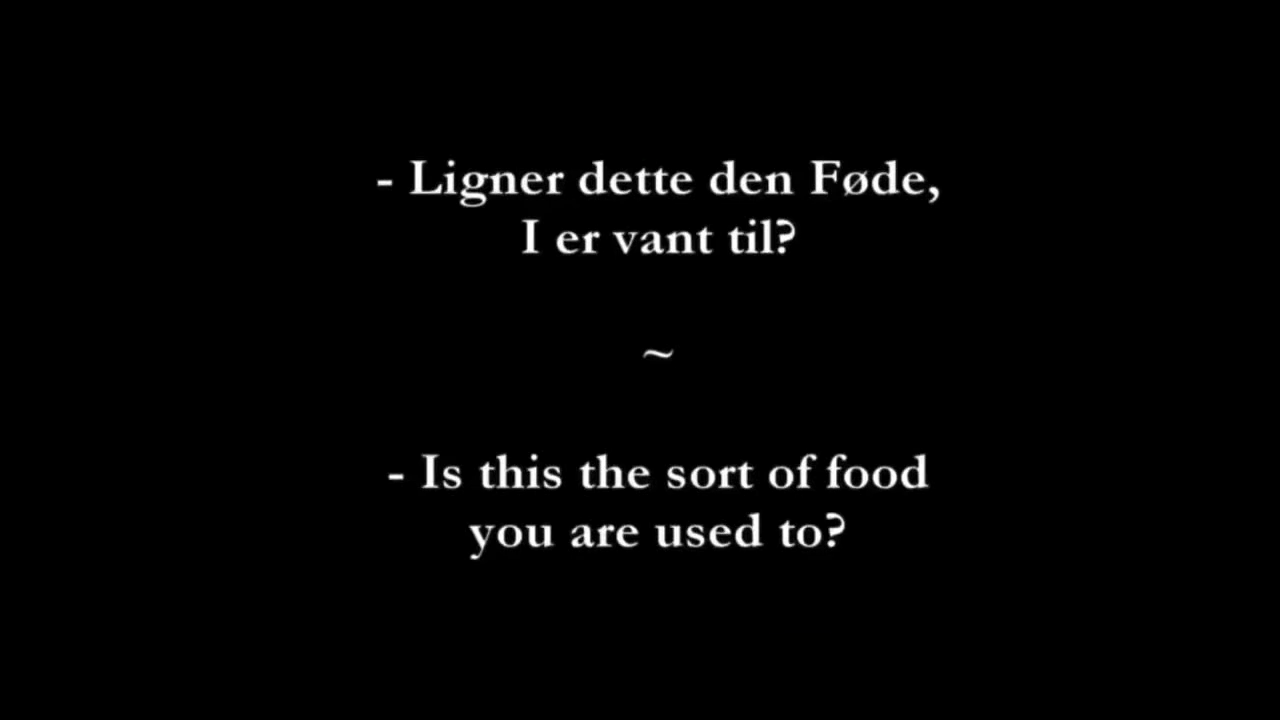 - Ligner dette den Føde,
I er vant til?
~
- Is this the sort of food
you are used to?